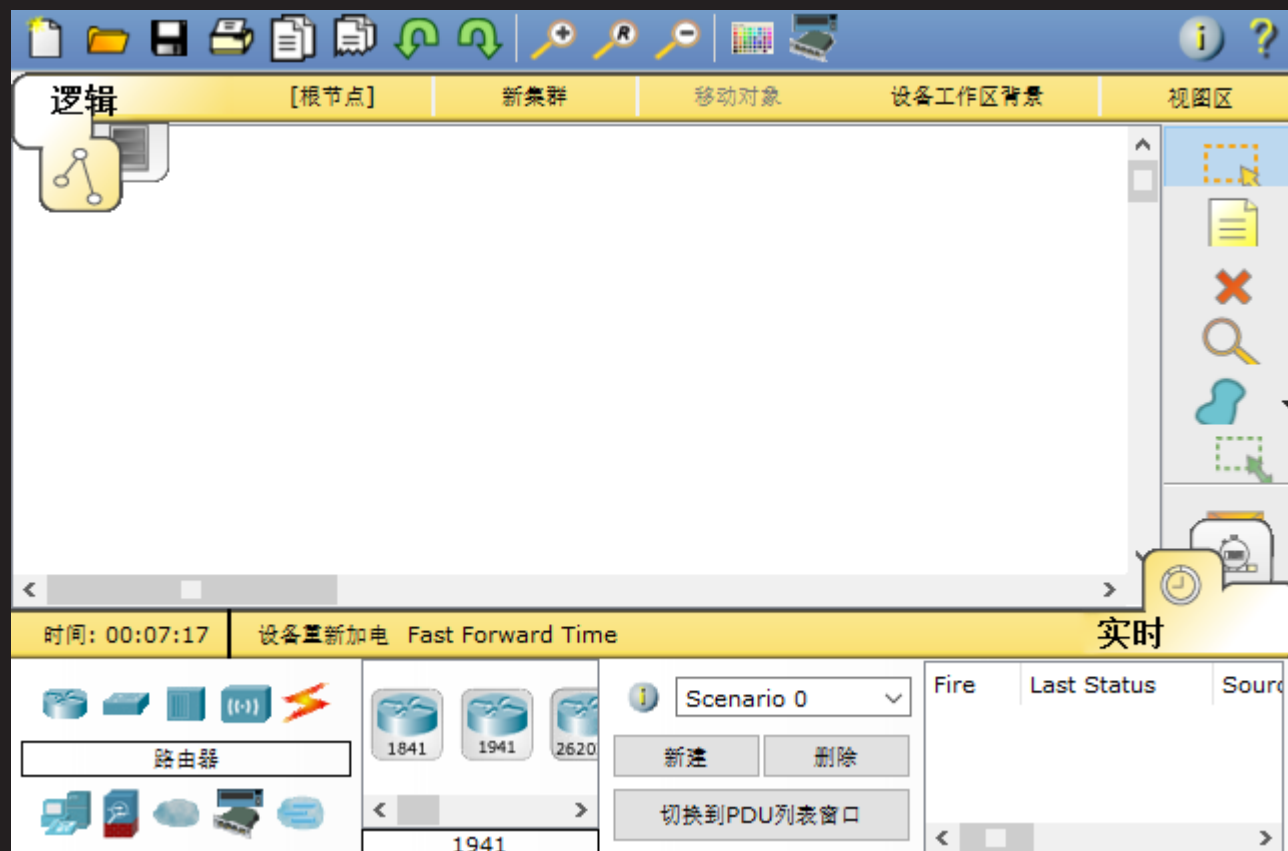 逻辑 [根节点] 新集群 移动对象 设备工作区背景 视图区
时间: 00:07:17 设备重新加电 Fast Forward Time
实时
路由器
1841 1941 2620
1941
Scenario 0
新建 删除
切换到PDU列表窗口
Fire Last Status Sour